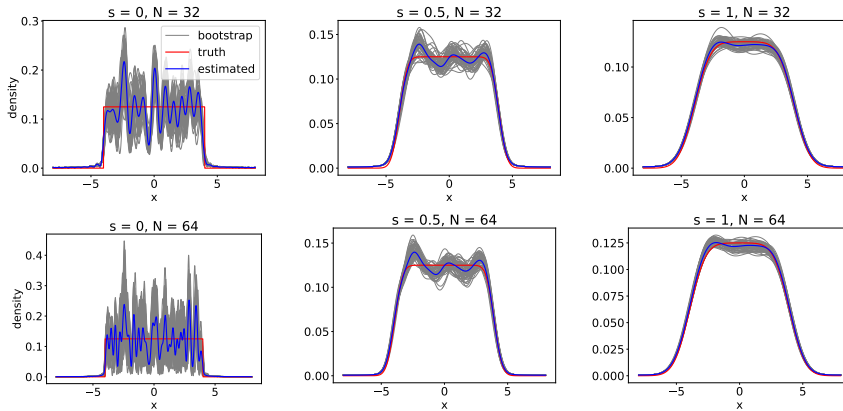 s = 0, N = 32
s = 0.5, N = 32
s = 1, N = 32
0.3
0.2
0.1
0.0
density
bootstrap
truth
estimated
−5
0
5
x
0.15
0.10
0.05
0.00
−5
0
5
x
0.15
0.10
0.05
0.00
−5
0
5
x
s = 0, N = 64
s = 0.5, N = 64
s = 1, N = 64
0.4
0.3
0.2
0.1
0.0
density
−5
0
5
x
0.15
0.10
0.05
0.00
−5
0
5
x
0.125
0.100
0.075
0.050
0.025
0.000
−5
0
5
x